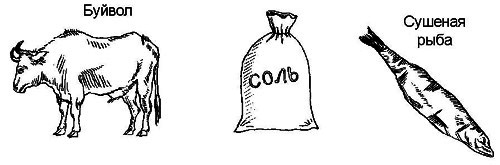 Буйвол
СОЛЬ
Сушеная
рыба